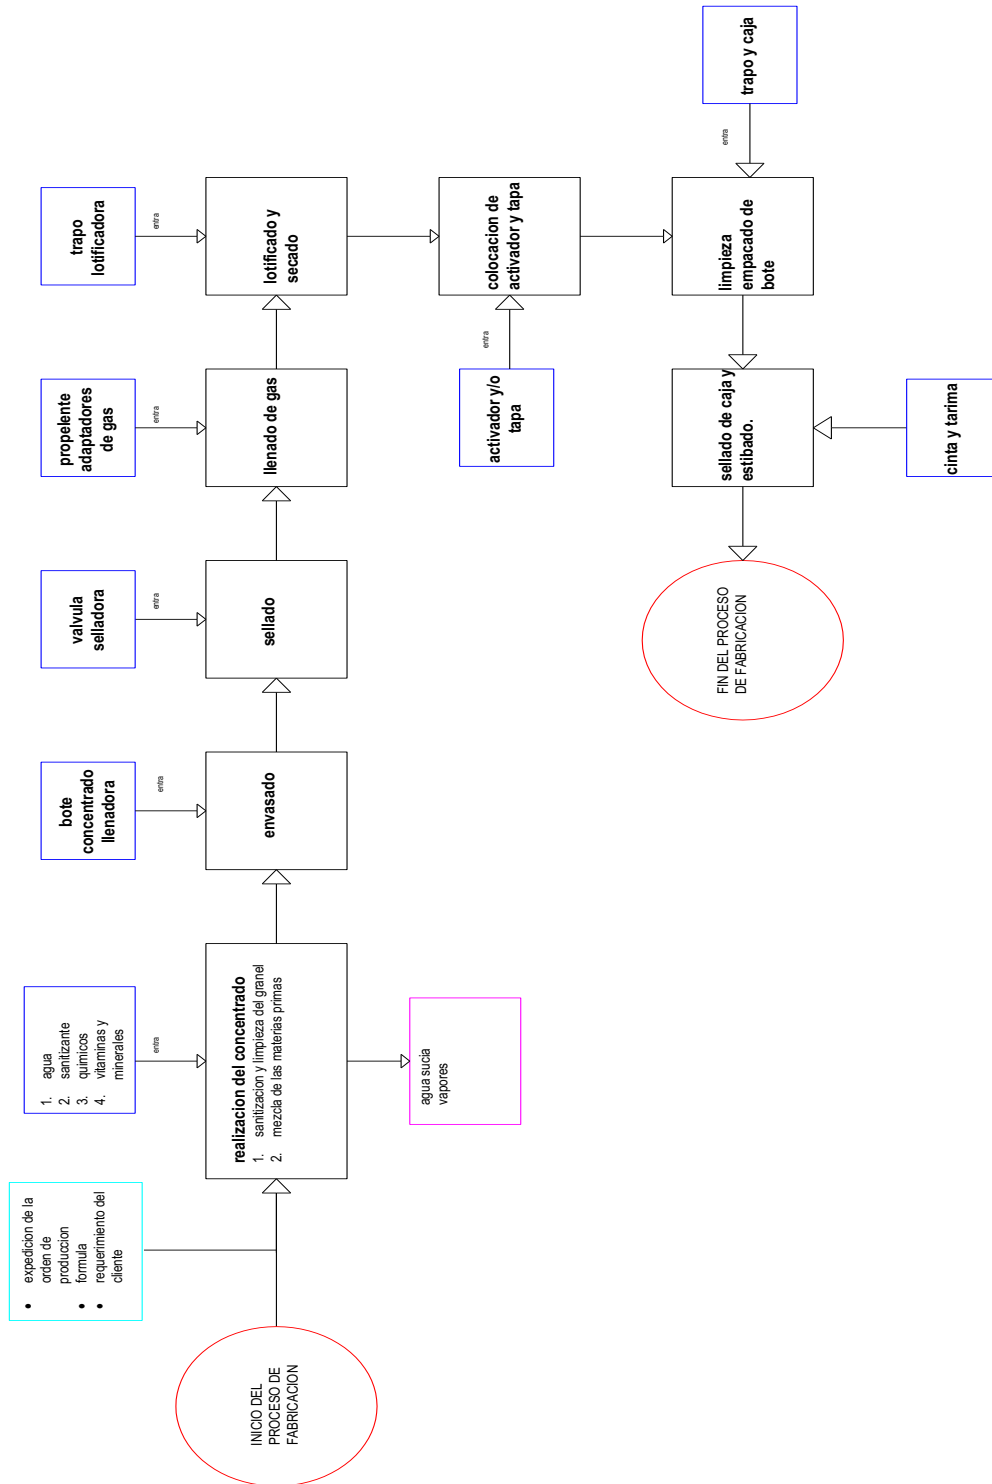 INICIO DEL
PROCESO DE
FABRICACION
• expedicion de la
orden de
produccion
• formula
• requerimiento del
cliente
1. agua
2. sanitizante
3. quimicos
4. vitaminas y
minerales
entra
realizacion del concentrado
1. sanitizacion y limpieza del granel
2. mezcla de las materias primas
agua sucia
vapores
bote
concentrado
llenadora
entra
envasado
valvula
selladora
entra
sellado
propelente
adaptadores
de gas
entra
llenado de gas
trapo
lotificadora
entra
lotificado y
secado
activador y/o
tapa
entra
colocacion de
activador y tapa
trapo y caja
entra
limpieza
empacado de
bote
sellado de caja y
estibado.
cinta y tarima
FIN DEL PROCESO
DE FABRICACION